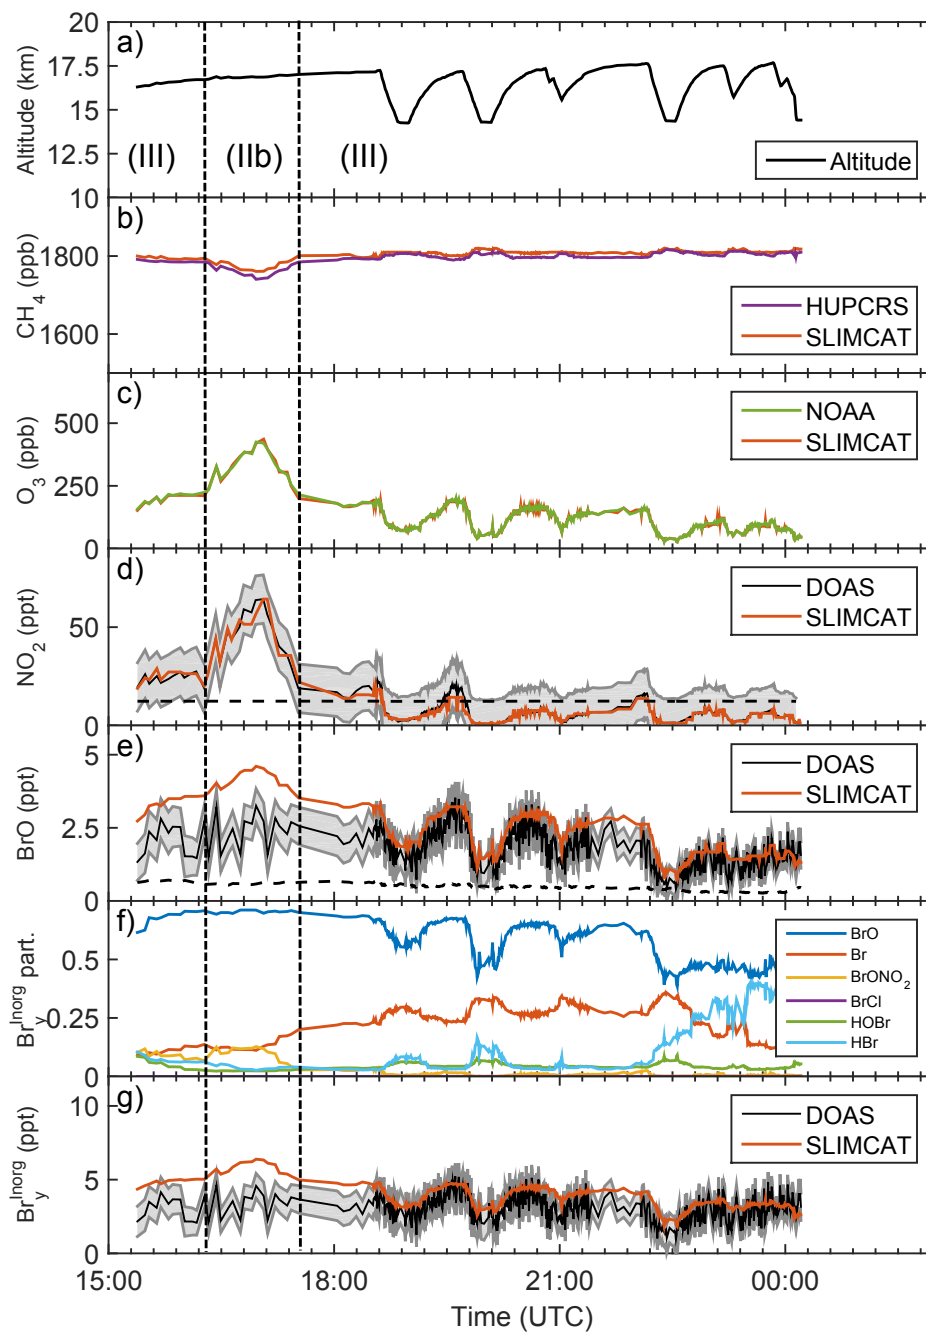 a)
Altitude (km)
20
17.5
15
12.5
10
(III)
(IIb)
(III)
Altitude
b)
CH4 (ppb)
1800
1600
HUPCRS
SLIMCAT
c)
O3 (ppb)
500
250
0
NOAA
SLIMCAT
d)
NO2 (ppt)
50
0
DOAS
SLIMCAT
e)
BrO (ppt)
5
2.5
0
DOAS
SLIMCAT
f)
Bry Inorg part.
0.5
0.25
0
BrO
Br
BrONO2
BrCl
HOBr
HBr
g)
Bry Inorg (ppt)
10
5
0
DOAS
SLIMCAT
15:00
18:00
21:00
00:00
Time (UTC)